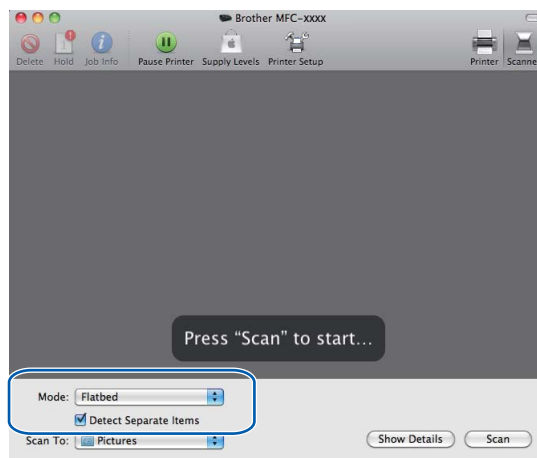 Brother MFC-xxxx
Delete Hold Job Info Pause Printer Supply Levels Printer Setup Printer Scanne
Press “Scan” to start...
Mode: Flatbed
Detect Separate Items
Scan To: Pictures Show Details Scan